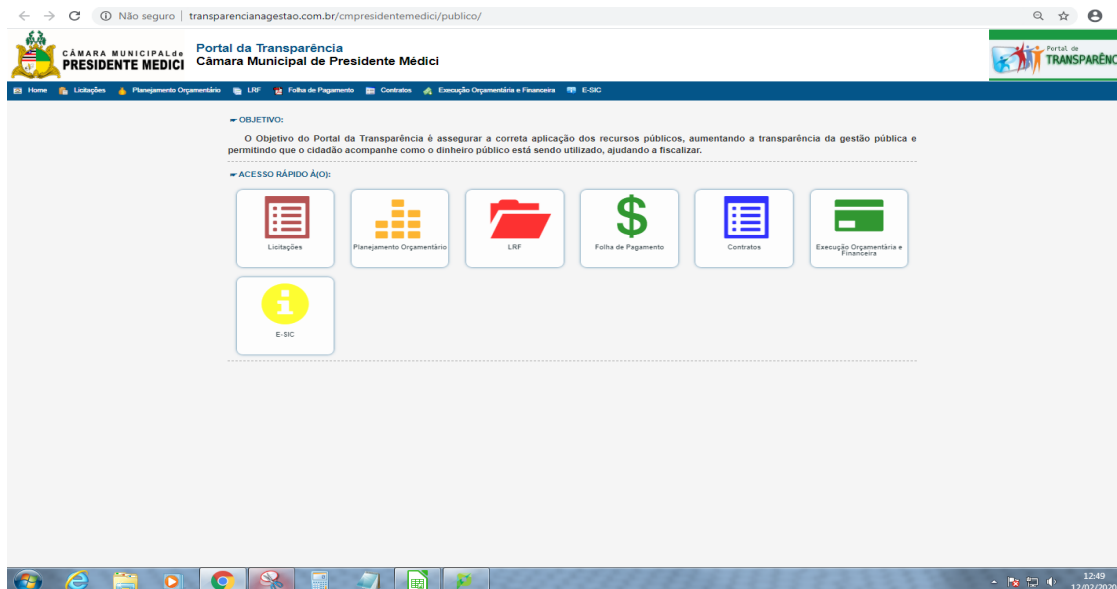 Não seguro | transparencianagestao.com.br/cmpresidentemedici/publico/
CÂMARA MUNICIPAL de
PRESIDENTE MEDICI
Portal da Transparência
Câmara Municipal de Presidente Médici
Portal de
TRANSPARÊNC
Home Licitações Planejamento Orçamentário LRF Folha de Pagamento Contratos Execução Orçamentária e Financeira E-SIC
OBJETIVO:
O Objetivo do Portal da Transparência è assegurar a correta aplicação dos recursos públicos, aumentando a transparência da gestão pública e
permitindo que o cidadão acompanhe como o dinheiro público está sendo utilizado, ajudando a fiscalizar.
ACESSO RÁPIDO À(O):
Licitações
Planejamento Orçamentário
LRF
Folha de Pagamento
Contratos
Execução Orçamentária e
Financeira
E-SIC
12:49
12/02/2020